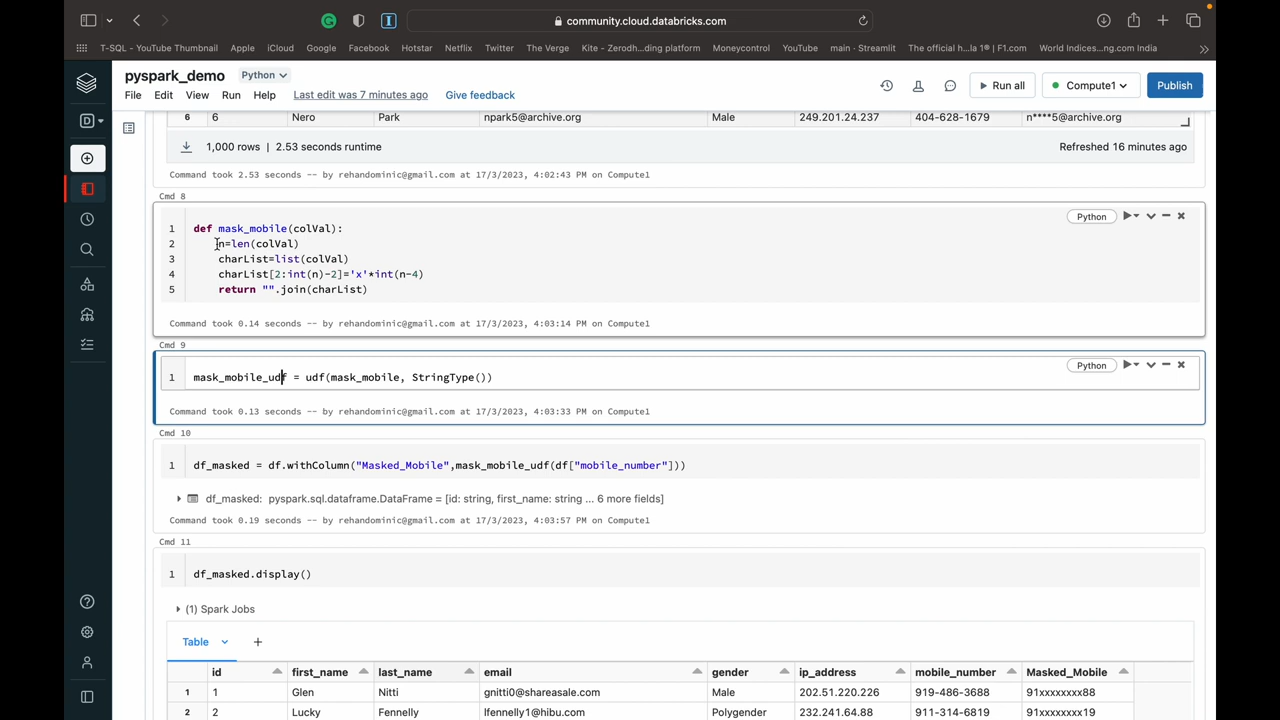 community.cloud.databricks.com
T-SQL - YouTube Thumbnail Apple iCloud Google Facebook Hotstar Netflix Twitter The Verge Kite - Zerodh...ding platform Moneycontrol YouTube main · Streamlit The official h...la 1® | F1.com World Indices...ng.com India
pyspark_demo Python
File Edit View Run Help Last edit was 7 minutes ago Give feedback
Run all Compute1 Publish
D
6 6 Nero Park npark5@archive.org Male 249.201.24.237 404-628-1679 n****5@archive.org
1,000 rows | 2.53 seconds runtime Refreshed 16 minutes ago
Command took 2.53 seconds -- by rehandominic@gmail.com at 17/3/2023, 4:02:43 PM on Compute1
Cmd 8
Python
1 def mask_mobile(colVal):
2 n=len(colVal)
3 charList=list(colVal)
4 charList[2:int(n)-2]='x'*int(n-4)
5 return "".join(charList)
Command took 0.14 seconds -- by rehandominic@gmail.com at 17/3/2023, 4:03:14 PM on Compute1
Cmd 9
Python
1 mask_mobile_udf = udf(mask_mobile, StringType())
Command took 0.13 seconds -- by rehandominic@gmail.com at 17/3/2023, 4:03:33 PM on Compute1
Cmd 10
1 df_masked = df.withColumn("Masked_Mobile",mask_mobile_udf(df["mobile_number"]))
df_masked: pyspark.sql.dataframe.DataFrame = [id: string, first_name: string ... 6 more fields]
Command took 0.19 seconds -- by rehandominic@gmail.com at 17/3/2023, 4:03:57 PM on Compute1
Cmd 11
1 df_masked.display()
(1) Spark Jobs
Table +
id first_name last_name email gender ip_address mobile_number Masked_Mobile
1 1 Glen Nitti gnitti0@shareasale.com Male 202.51.220.226 919-486-3688 91xxxxxxxx88
2 2 Lucky Fennelly lfennelly1@hibu.com Polygender 232.241.64.88 911-314-6819 91xxxxxxxx19